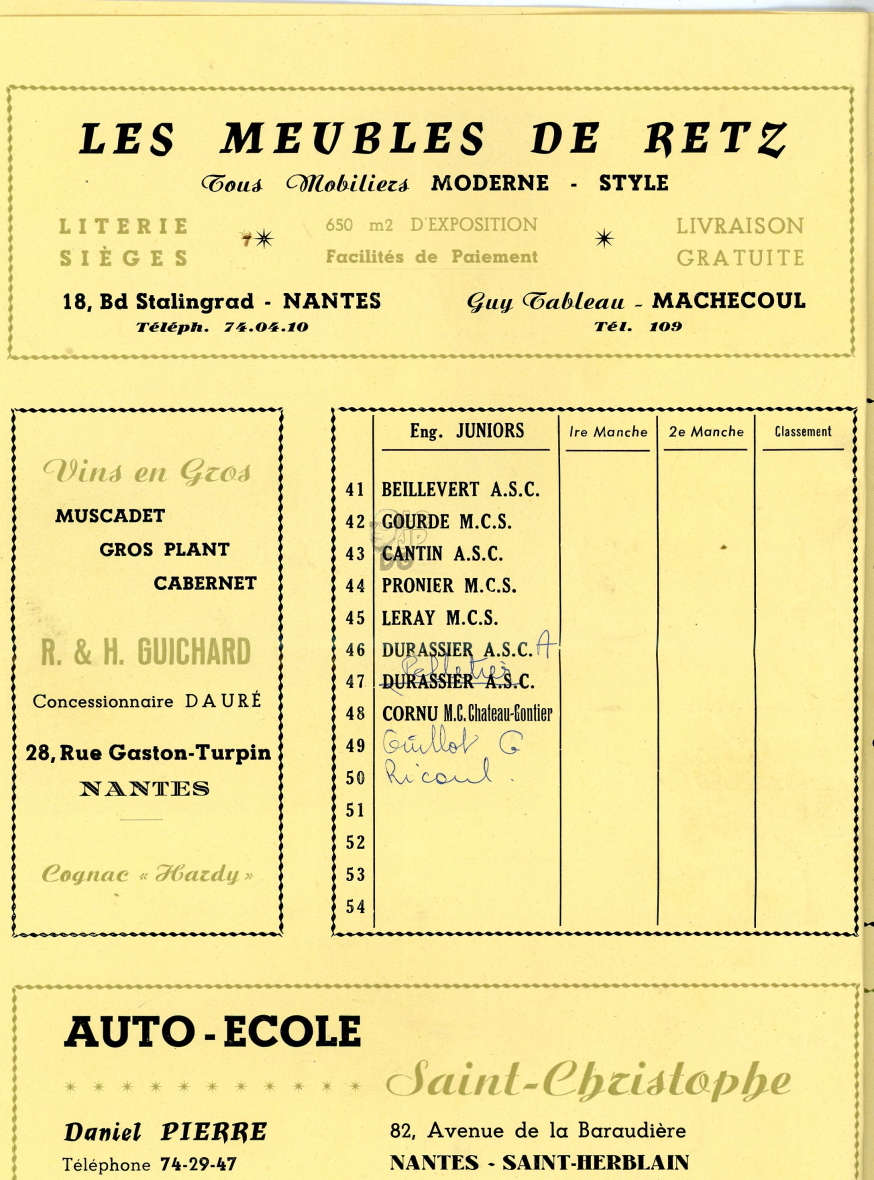 LES MEUBLES DE RETZ
Tous Mobiliers MODERNE - STYLE
LITERIE
SIÈGES
650 m2 D'EXPOSITION
Facilités de Paiement
LIVRAISON
GRATUITE
18, Bd Stalingrad - NANTES
Téléph. 74.04.10
Guy Tableau - MACHECOUL
Tél. 109
Vins en Gros
MUSCADET
GROS PLANT
CABERNET
R. & H. GUICHARD
Concessionnaire DAURÉ
28, Rue Gaston-Turpin
NANTES
Cognac « Hardy »
Eng. JUNIORS 1re Manche 2e Manche Classement
41 BEILLEVERT A.S.C.
42 GOURDE M.C.S.
43 CANTIN A.S.C.
44 PRONIER M.C.S.
45 LERAY M.C.S.
46 DURASSIER A.S.C. A
Pelletier
47 DURASSIER A.S.C.
48 CORNU M.C. Chateau-Gontier
49 Guillot G
50 Ricoul.
51
52
53
54
AUTO-ECOLE
Saint-Christophe
Daniel PIERRE
Téléphone 74-29-47
82, Avenue de la Baraudière
NANTES - SAINT-HERBLAIN